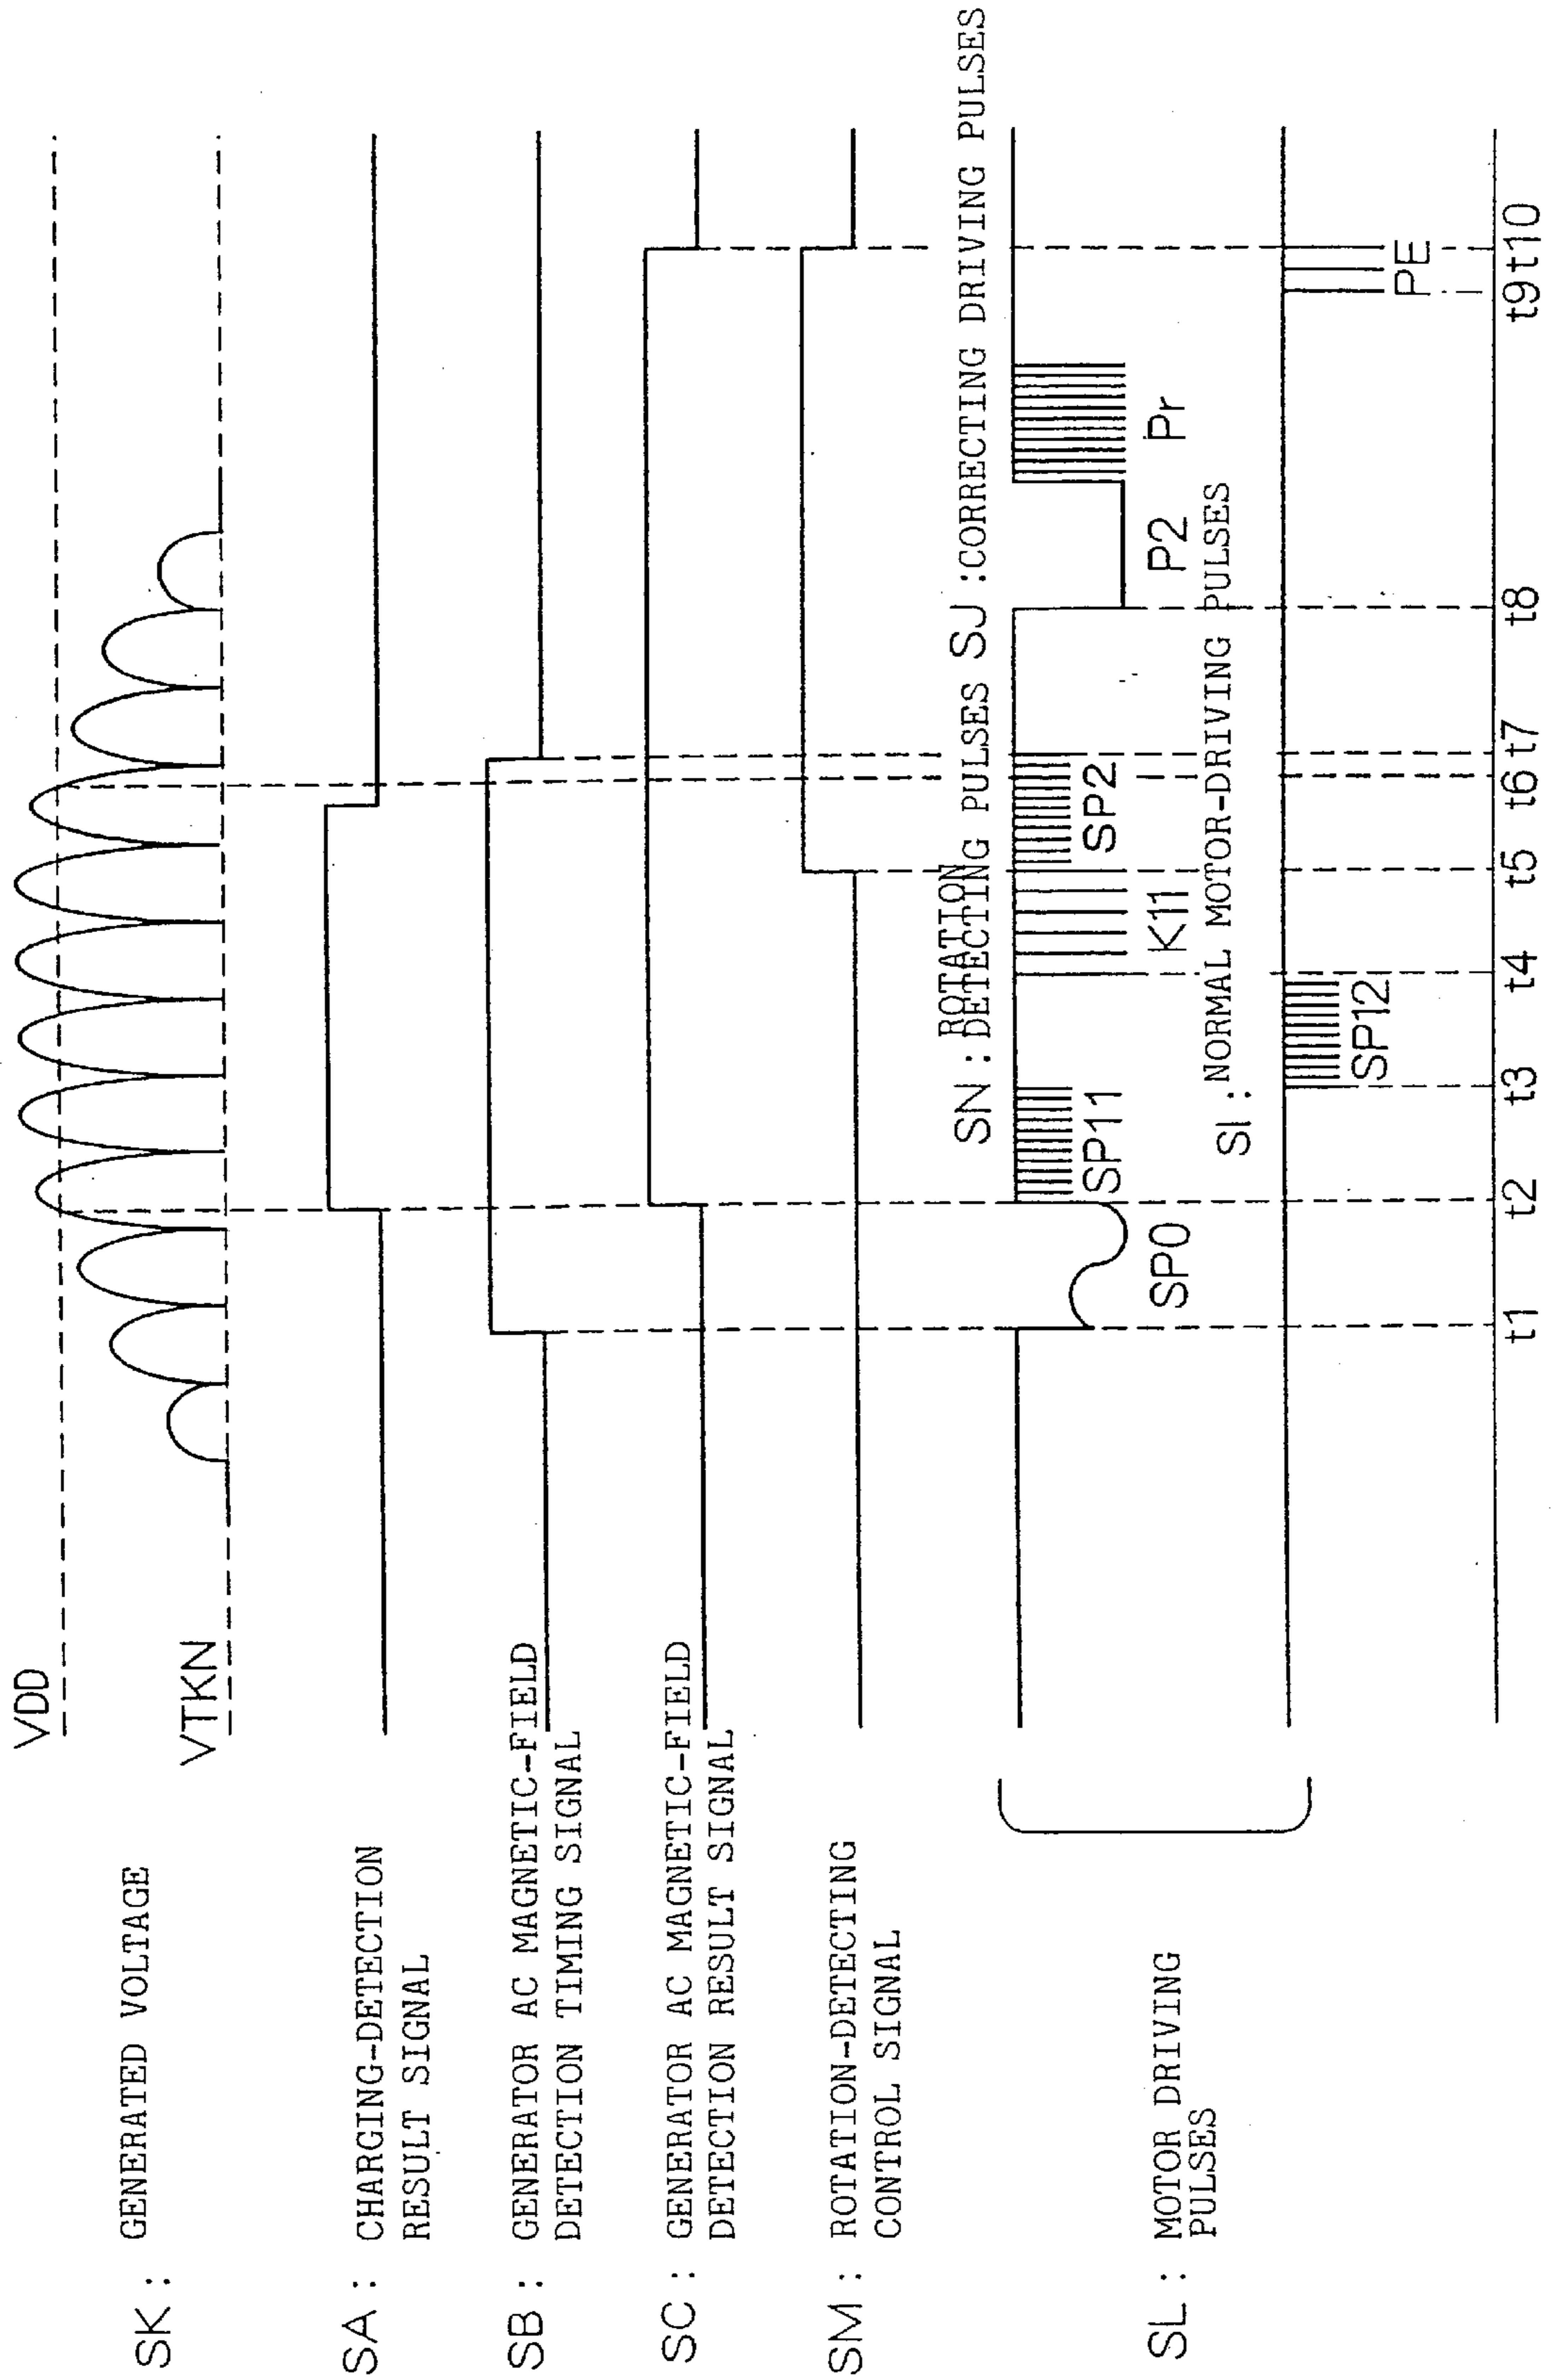 SK : GENERATED VOLTAGE
VDD
VTKN
SA : CHARGING-DETECTION
RESULT SIGNAL
SB : GENERATOR AC MAGNETIC-FIELD
DETECTION TIMING SIGNAL
SC : GENERATOR AC MAGNETIC-FIELD
DETECTION RESULT SIGNAL
SM : ROTATION-DETECTING
CONTROL SIGNAL
SL : MOTOR DRIVING
PULSES
ROTATION
SN : DETECTING PULSES
SJ : CORRECTING DRIVING PULSES
SP0
SP11
K11
SP2
P2
Pr
SI : NORMAL MOTOR-DRIVING PULSES
SP12
PE
t1 t2 t3 t4 t5 t6 t7 t8 t9 t10